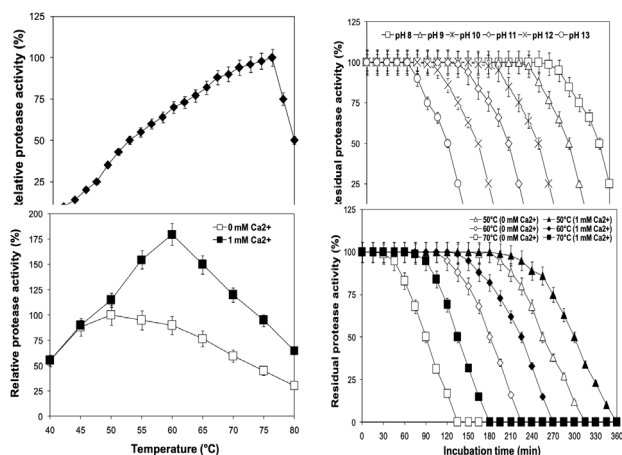 Relative protease activity (%)
125
100
75
50
25
Residual protease activity (%)
125
100
75
50
25
pH 8 pH 9 pH 10 pH 11 pH 12 pH 13
Relative protease activity (%)
200
175
150
125
100
75
50
25
0
0 mM Ca2+
1 mM Ca2+
40 45 50 55 60 65 70 75 80
Temperature (ºC)
Residual protease activity (%)
125
100
75
50
25
0
50°C (0 mM Ca2+) 50°C (1 mM Ca2+)
60°C (0 mM Ca2+) 60°C (1 mM Ca2+)
70°C (0 mM Ca2+) 70°C (1 mM Ca2+)
0 30 60 90 120 150 180 210 240 270 300 330 360
Incubation time (min)